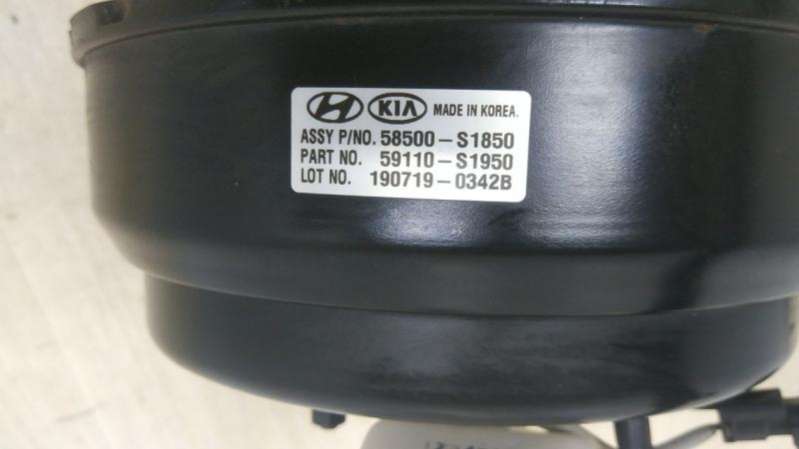 KIA MADE IN KOREA.
ASSY P/NO. 58500-S1850
PART NO. 59110-S1950
LOT NO. 190719-0342B